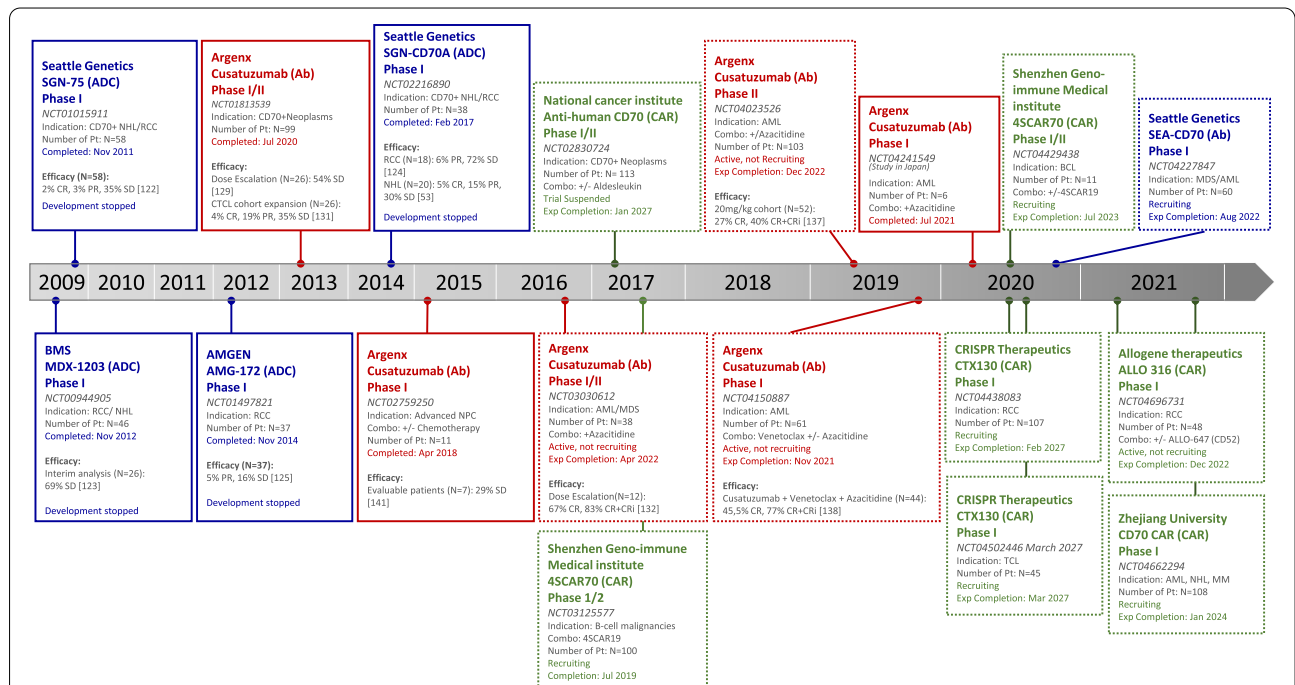 Seattle Genetics
SGN-75 (ADC)
Phase I
NCT01015911
Indication: CD70+ NHL/RCC
Number of Pt: N=58
Completed: Nov 2011
Efficacy (N=58):
2% CR, 3% PR, 35% SD [122]
Development stopped
Argenx
Cusatuzumab (Ab)
Phase I/II
NCT01813539
Indication: CD70+Neoplasms
Number of Pt: N=99
Completed: Jul 2020
Efficacy:
Dose Escalation (N=26): 54% SD
[129]
CTCL cohort expansion (N=26):
4% CR, 19% PR, 35% SD [131]
Seattle Genetics
SGN-CD70A (ADC)
Phase I
NCT02216890
Indication: CD70+ NHL/RCC
Number of Pt: N=38
Completed: Feb 2017
Efficacy:
RCC (N=18): 6% PR, 72% SD
[124]
NHL (N=20): 5% CR, 15% PR,
30% SD [53]
Development stopped
National cancer institute
Anti-human CD70 (CAR)
Phase I/II
NCT02830724
Indication: CD70+ Neoplasms
Number of Pt: N= 113
Combo: +/- Aldesleukin
Trial Suspended
Exp Completion: Jan 2027
Argenx
Cusatuzumab (Ab)
Phase II
NCT04023526
Indication: AML
Combo: +/Azacitidine
Number of Pt: N=103
Active, not Recruiting
Exp Completion: Dec 2022
Efficacy:
20mg/kg cohort (N=52):
27% CR, 40% CR+CRi [137]
Argenx
Cusatuzumab (Ab)
Phase I
NCT04241549
(Study in Japan)
Indication: AML
Number of Pt: N=6
Combo: +Azacitidine
Completed: Jul 2021
Shenzhen Geno-
immune Medical
institute
4SCAR70 (CAR)
Phase I/II
NCT04429438
Indication: BCL
Number of Pt: N=11
Combo: +/-4SCAR19
Recruiting
Exp Completion: Jul 2023
Seattle Genetics
SEA-CD70 (Ab)
Phase I
NCT04227847
Indication: MDS/AML
Number of Pt: N=60
Recruiting
Exp Completion: Aug 2022
2009 2010 2011 2012 2013 2014 2015 2016 2017 2018 2019 2020 2021
BMS
MDX-1203 (ADC)
Phase I
NCT00944905
Indication: RCC/ NHL
Number of Pt: N=46
Completed: Nov 2012
Efficacy:
Interim analysis (N=26):
69% SD [123]
Development stopped
AMGEN
AMG-172 (ADC)
Phase I
NCT01497821
Indication: RCC
Number of Pt: N=37
Completed: Nov 2014
Efficacy (N=37):
5% PR, 16% SD [125]
Development stopped
Argenx
Cusatuzumab (Ab)
Phase I
NCT02759250
Indication: Advanced NPC
Combo: +/- Chemotherapy
Number of Pt: N=11
Completed: Apr 2018
Efficacy:
Evaluable patients (N=7): 29% SD
[141]
Argenx
Cusatuzumab (Ab)
Phase I/II
NCT03030612
Indication: AML/MDS
Number of Pt: N=38
Combo: +Azacitidine
Active, not recruiting
Exp Completion: Apr 2022
Efficacy:
Dose Escalation(N=12):
67% CR, 83% CR+CRi [132]
Argenx
Cusatuzumab (Ab)
Phase I
NCT04150887
Indication: AML
Number of Pt: N=61
Combo: Venetoclax +/- Azacitidine
Active, not recruiting
Exp Completion: Nov 2021
Efficacy:
Cusatuzumab + Venetoclax + Azacitidine (N=44):
45,5% CR, 77% CR+CRi [138]
CRISPR Therapeutics
CTX130 (CAR)
Phase I
NCT04438083
Indication: RCC
Number of Pt: N=107
Recruiting
Exp Completion: Feb 2027
Allogene therapeutics
ALLO 316 (CAR)
Phase I
NCT04696731
Indication: RCC
Number of Pt: N=48
Combo: +/- ALLO-647 (CD52)
Active, not recruiting
Exp Completion: Dec 2022
Shenzhen Geno-immune
Medical institute
4SCAR70 (CAR)
Phase 1/2
NCT03125577
Indication: B-cell malignancies
Combo: 4SCAR19
Number of Pt: N=100
Recruiting
Completion: Jul 2019
CRISPR Therapeutics
CTX130 (CAR)
Phase I
NCT04502446 March 2027
Indication: TCL
Number of Pt: N=45
Recruiting
Exp Completion: Mar 2027
Zhejiang University
CD70 CAR (CAR)
Phase I
NCT04662294
Indication: AML, NHL, MM
Number of Pt: N=108
Recruiting
Exp Completion: Jan 2024